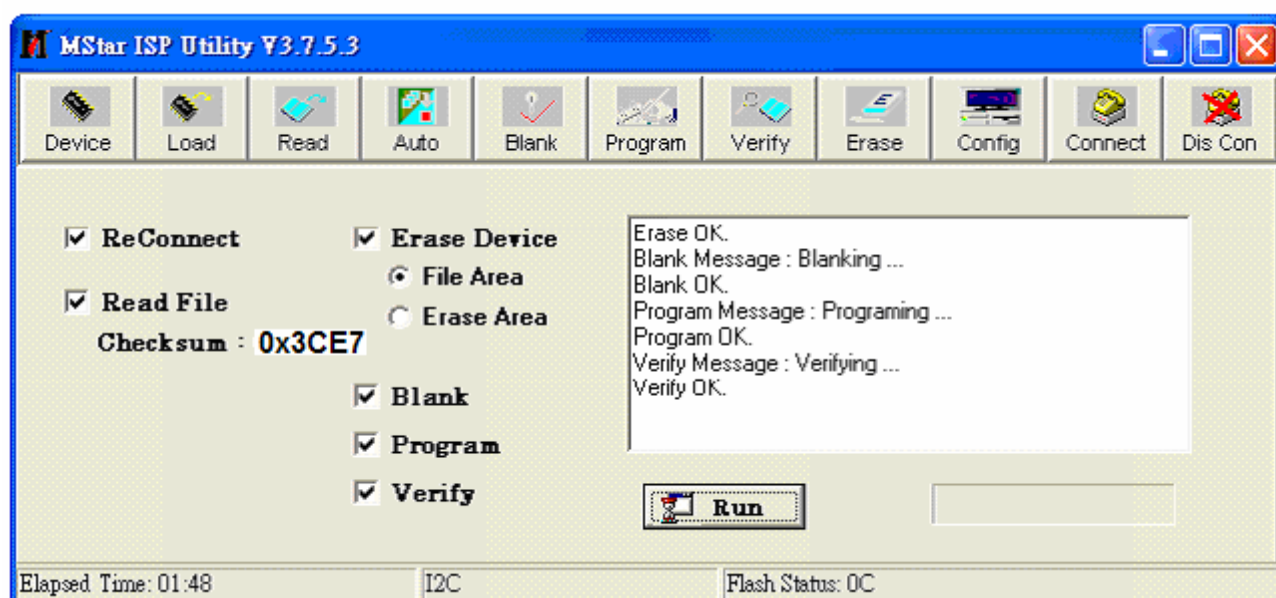 MStar ISP Utility V3.7.5.3
Device Load Read Auto Blank Program Verify Erase Config Connect Dis Con
ReConnect
Read File
Checksum : 0x3CE7
Erase Device
File Area
Erase Area
Blank
Program
Verify
Erase OK.
Blank Message : Blanking ...
Blank OK.
Program Message : Programing ...
Program OK.
Verify Message : Verifying ...
Verify OK.
Run
Elapsed Time: 01:48 I2C Flash Status: 0C